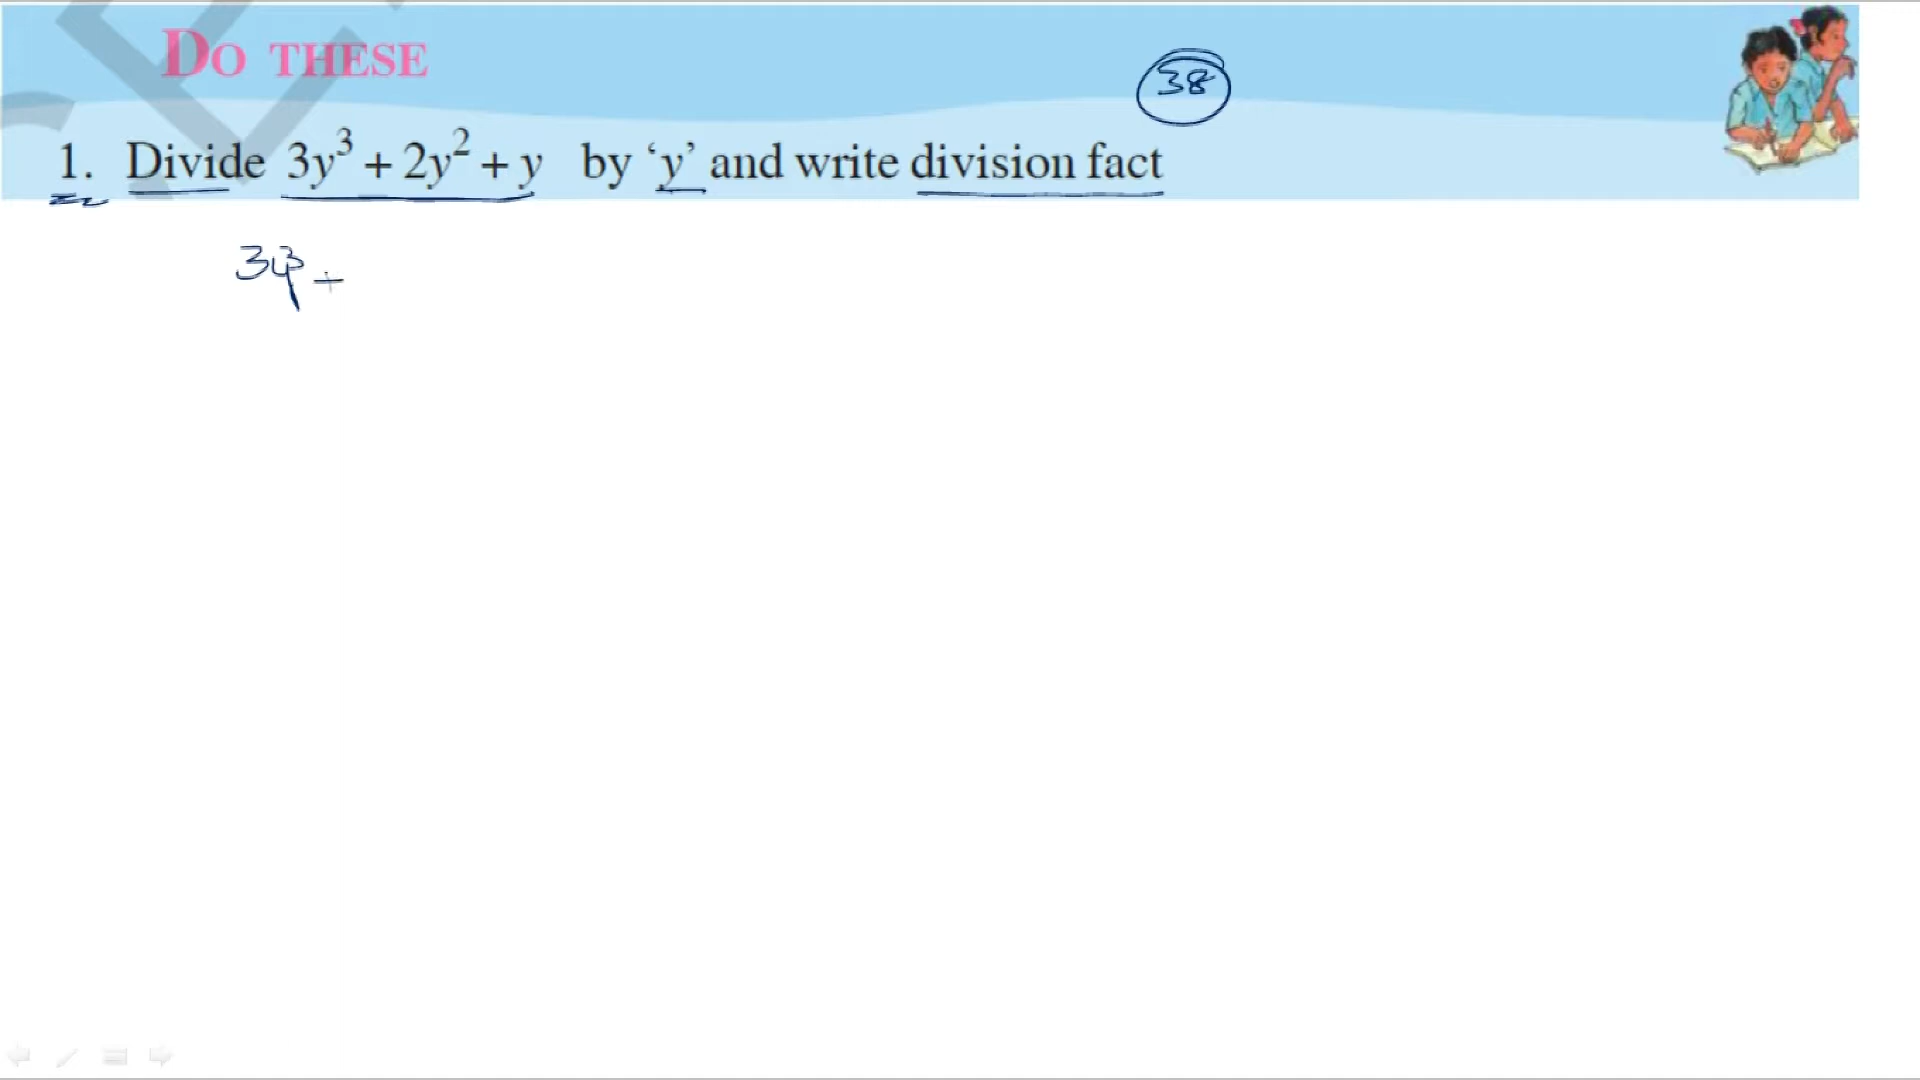 DO THESE
38
1. Divide 3y³ + 2y² + y by ‘y’ and write division fact
3y³ +